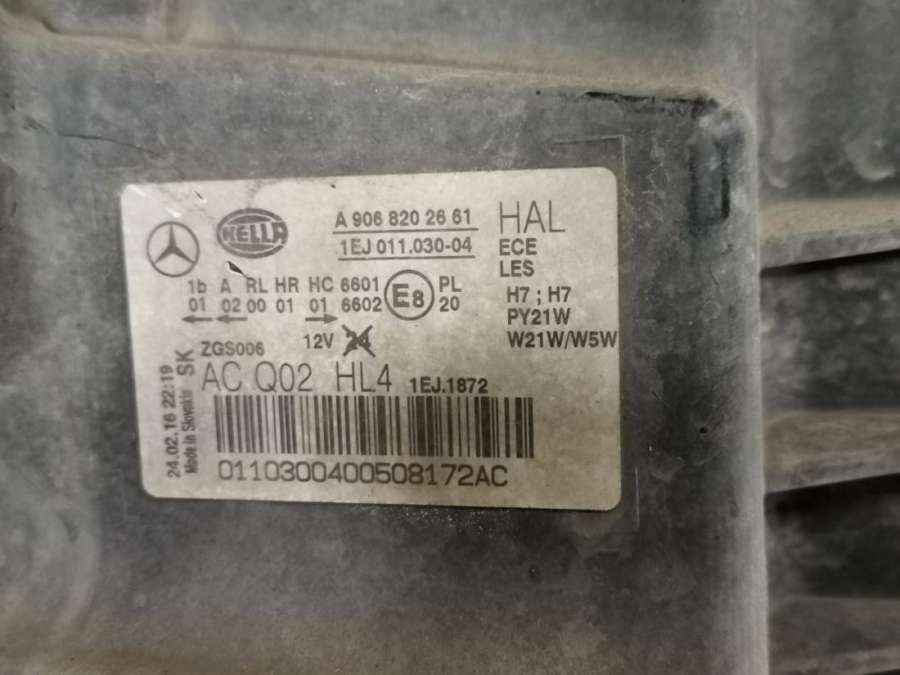 HELLA
A 906 820 26 61
1EJ 011.030-04
HAL
ECE
LES
1b A RL HR HC 6601
01 02 00 01 01 6602
E8
PL
20
H7 ; H7
PY21W
W21W/W5W
ZGS006
12V 24
AC Q02 HL4 1EJ.1872
0110300400508172AC
24.02.16 22:19
Made in Slovakia SK